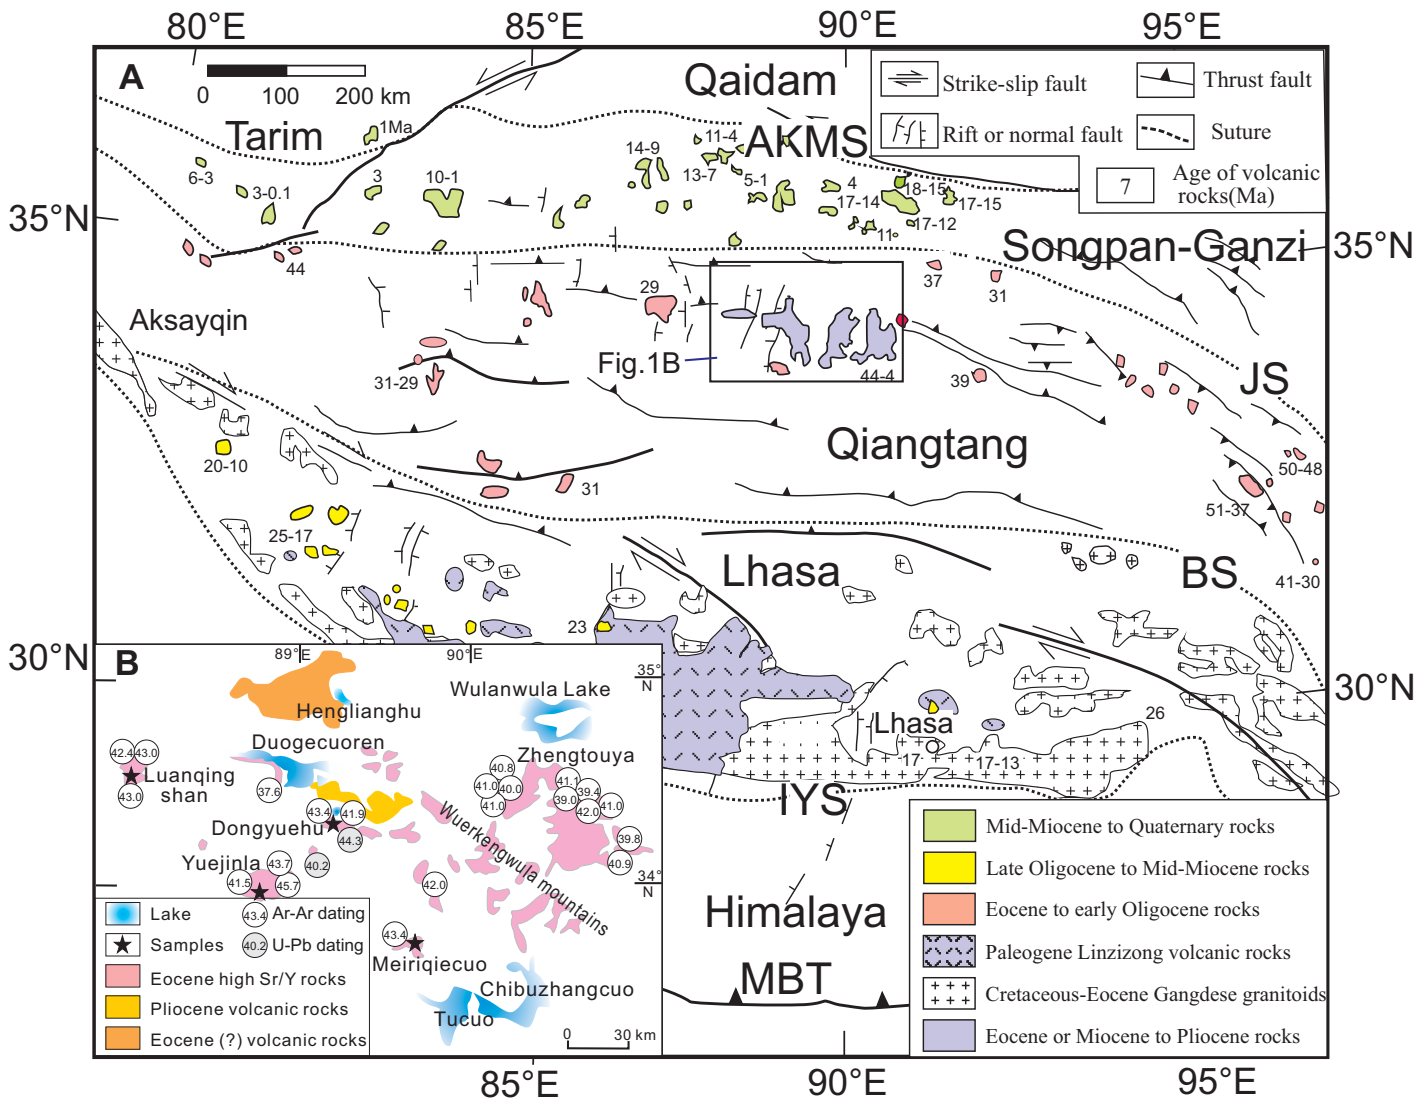 80°E
85°E
90°E
95°E
A
0
100
200 km
Qaidam
Tarim
AKMS
Strike-slip fault
Thrust fault
Rift or normal fault
Suture
7
Age of volcanic
rocks(Ma)
1Ma
6-3
3-0.1
3
10-1
14-9
11-4
13-7
5-1
4
17-14
18-15
17-15
17-12
11
35°N
35°N
Songpan-Ganzi
44
29
37
31
Aksayqin
Fig.1B
31-29
44-4
39
JS
Qiangtang
20-10
31
50-48
51-37
25-17
Lhasa
BS
41-30
23
30°N
30°N
Lhasa
26
17
17-13
IYS
Himalaya
MBT
B
89°E
90°E
35°
N
34°
N
Henglianghu
Wulanwula Lake
Duogecuoren
Zhengtouya
42.4
43.0
Luanqing
shan
43.0
37.6
40.8
41.0
40.0
41.0
41.1
39.4
39.0
41.0
42.0
39.8
40.9
43.4
41.9
Dongyuehu
44.3
Wuerkengwula mountains
Yuejinla
43.7
40.2
41.5
45.7
42.0
43.4
Meiriqiecuo
Chibuzhangcuo
Tucuo
0
30 km
Lake
43.4
Ar-Ar dating
Samples
40.2
U-Pb dating
Eocene high Sr/Y rocks
Pliocene volcanic rocks
Eocene (?) volcanic rocks
Mid-Miocene to Quaternary rocks
Late Oligocene to Mid-Miocene rocks
Eocene to early Oligocene rocks
Paleogene Linzizong volcanic rocks
Cretaceous-Eocene Gangdese granitoids
Eocene or Miocene to Pliocene rocks
85°E
90°E
95°E